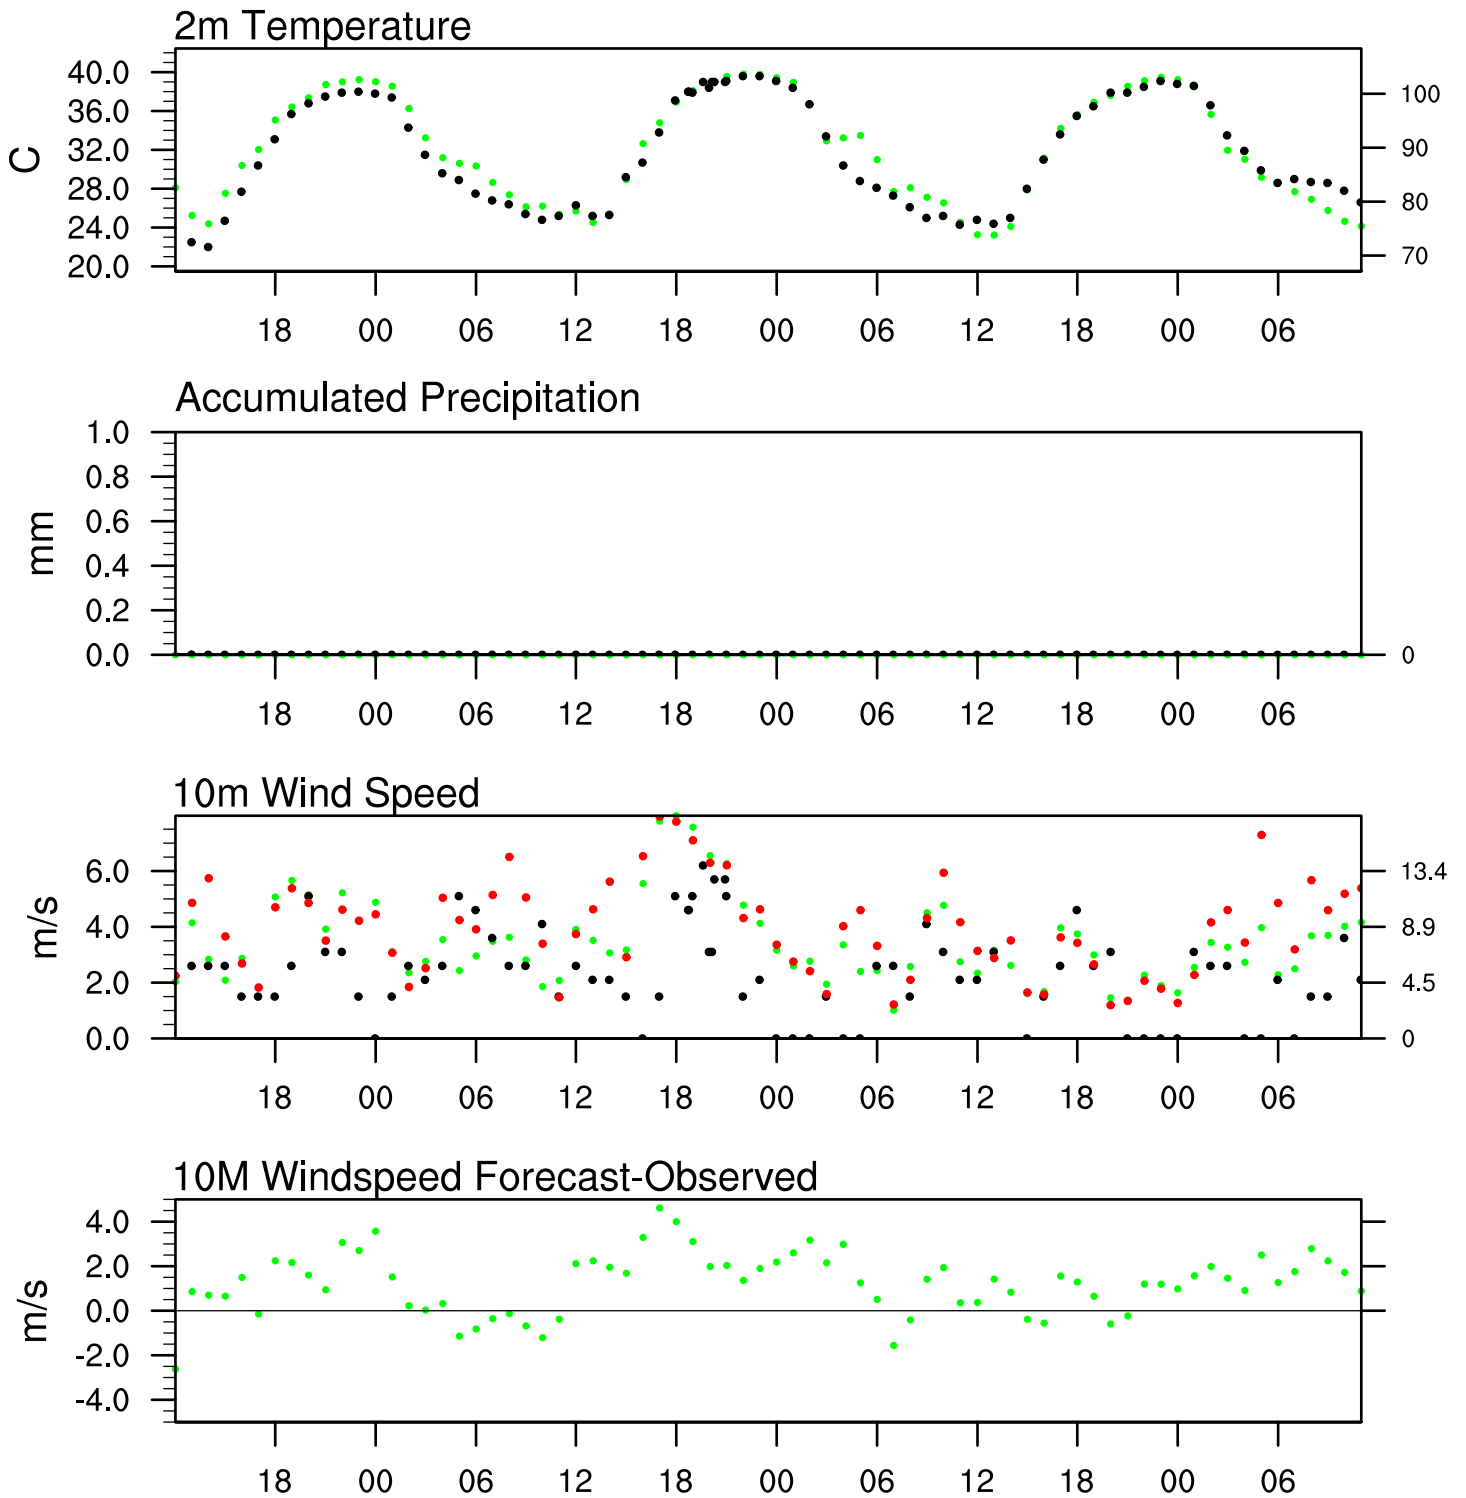 2m Temperature
40.0
36.0
32.0
28.0
24.0
20.0
C
100
90
80
70
18 00 06 12 18 00 06 12 18 00 06
Accumulated Precipitation
1.0
0.8
0.6
0.4
0.2
0.0
mm
0
18 00 06 12 18 00 06 12 18 00 06
10m Wind Speed
6.0
4.0
2.0
0.0
m/s
13.4
8.9
4.5
0
18 00 06 12 18 00 06 12 18 00 06
10M Windspeed Forecast-Observed
4.0
2.0
0.0
-2.0
-4.0
m/s
18 00 06 12 18 00 06 12 18 00 06